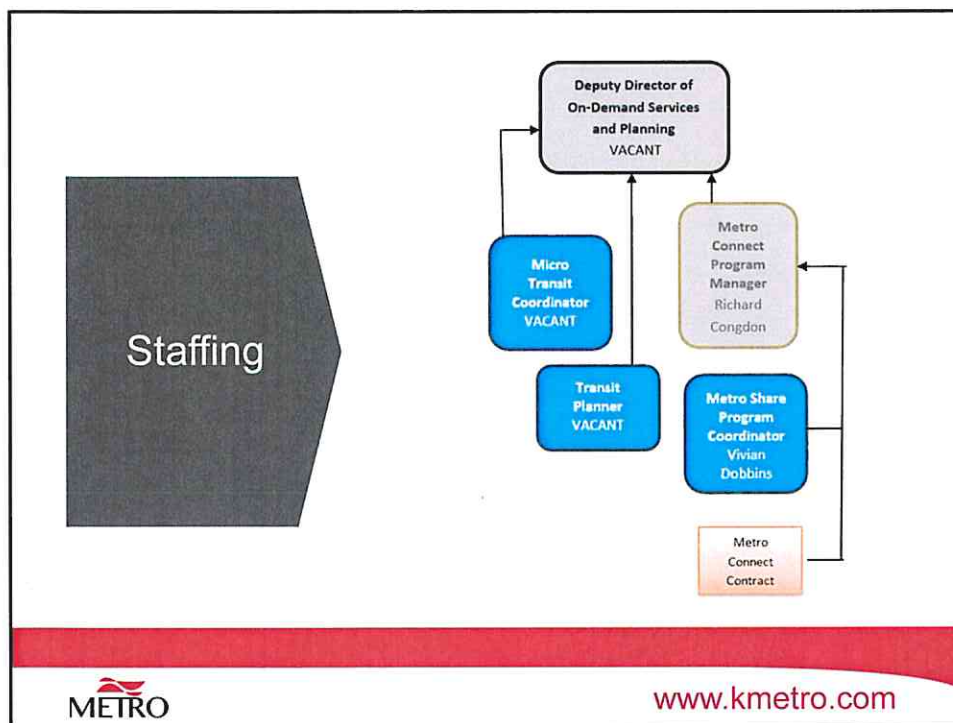 Deputy Director of
On-Demand Services
and Planning
VACANT
Micro
Transit
Coordinator
VACANT
Metro
Connect
Program
Manager
Richard
Congdon
Staffing
Transit
Planner
VACANT
Metro Share
Program
Coordinator
Vivian
Dobbins
Metro
Connect
Contract
METRO
www.kmetro.com